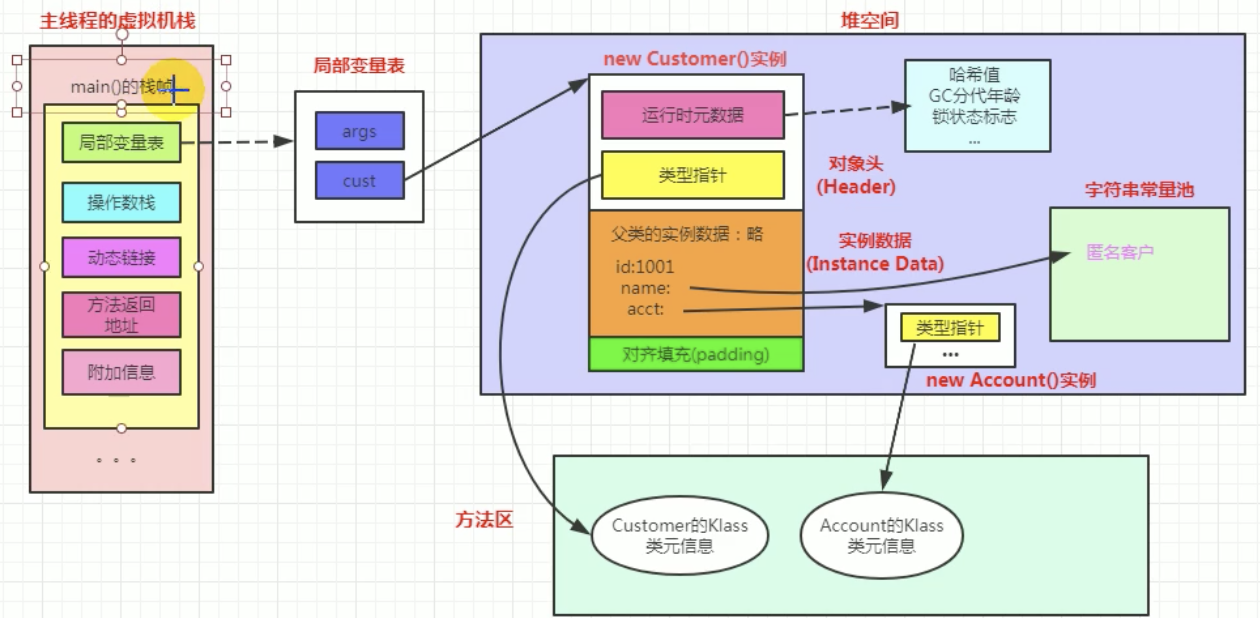 主线程的虚拟机栈
main()的栈帧
局部变量表
操作数栈
动态链接
方法返回
地址
附加信息
。。。
局部变量表
args
cust
堆空间
new Customer()实例
运行时元数据
类型指针
对象头
(Header)
哈希值
GC分代年龄
锁状态标志
...
父类的实例数据：略
id:1001
name:
acct:
实例数据
(Instance Data)
对齐填充(padding)
字符串常量池
匿名客户
类型指针
...
new Account()实例
方法区
Customer的Klass
类元信息
Account的Klass
类元信息